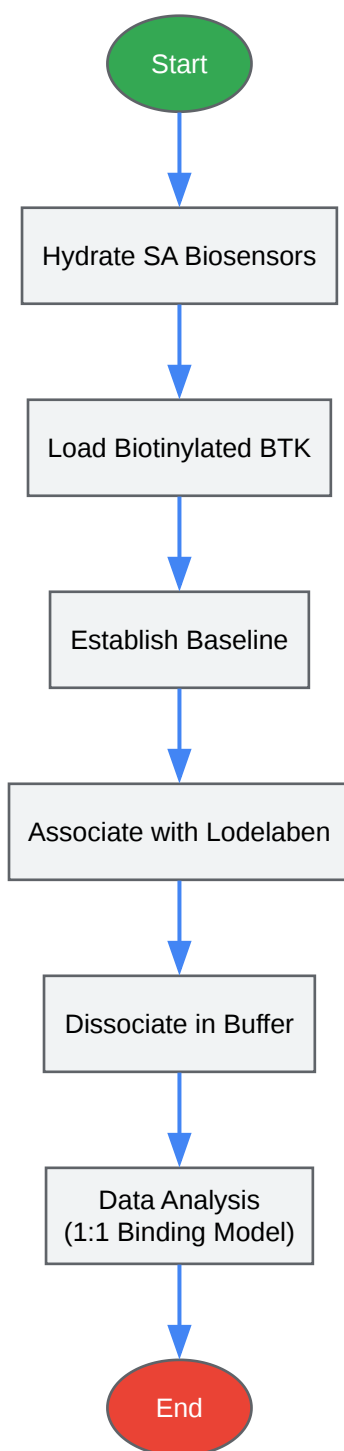 Start
Hydrate SA Biosensors
Load Biotinylated BTK
Establish Baseline
Associate with Lodelaben
Dissociate in Buffer
Data Analysis
(1:1 Binding Model)
End